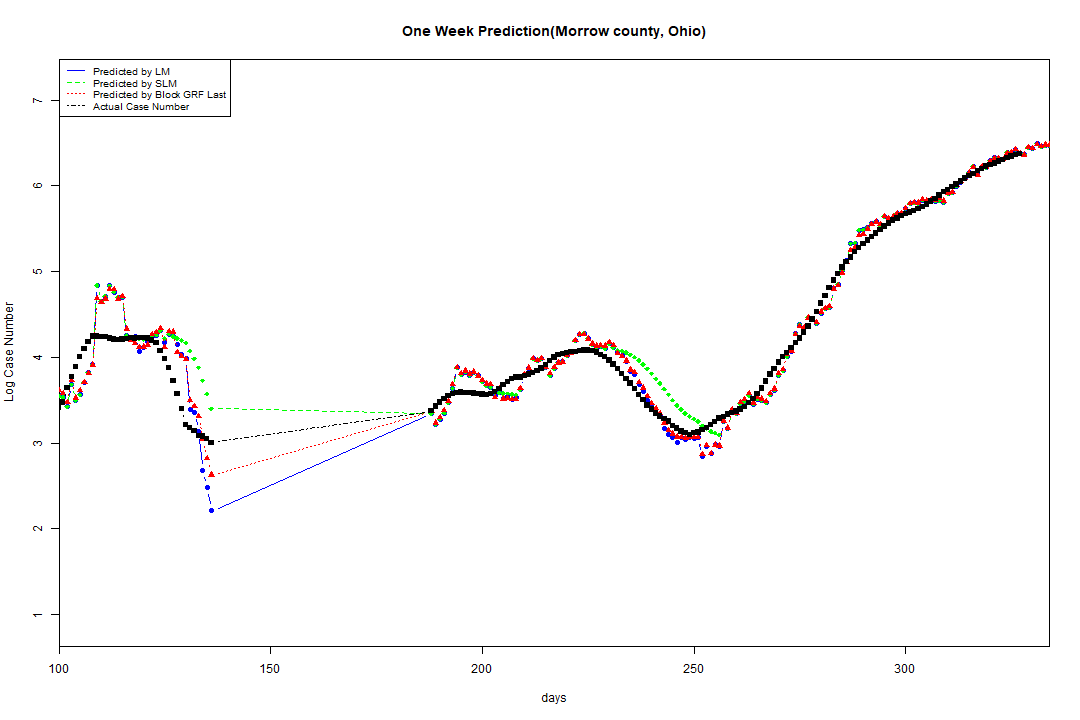 One Week Prediction(Morrow county, Ohio)
Predicted by LM
Predicted by SLM
Predicted by Block GRF Last
Actual Case Number
7
6
5
4
3
2
1
Log Case Number
100 150 200 250 300
days